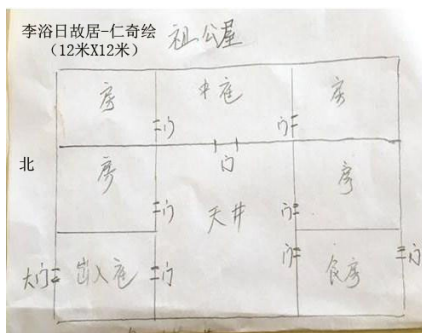 李浴日故居-仁奇绘
(12米X12米)
祖公屋
房 中庭 房
门 门
北
房 门 房
门 天井 门
大门 出入庭 门 门 食房 门